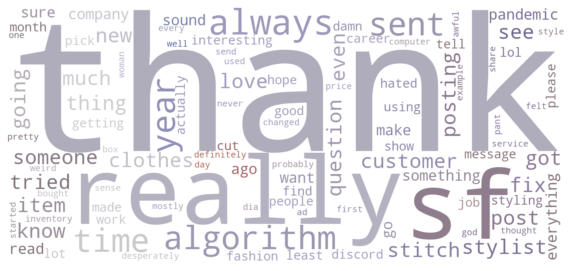 sure
company
sound
always
sent
pandemic
month
new
damn
career
computer
awful
style
one
pick
every
well
interesting
tell
see
going
much
year
send
used
love
hope
even
posting
lol
share
example
please
thing
actually
woman
good
price
hated
using
getting
never
changed
make
felt
pant
thank
pretty
box
cut
question
show
service
someone
clothes
definitely
day
ago
probably
customer
message
got
weird
tried
bought
sense
want
something
fix
really
sf
job
item
made
find
people
go
styling
everything
started
inventory
work
mostly
dia
ad
first
god
post
thought
know
time
algorithm
stitch
stylist
read
lot
desperately
fashion
least
discord